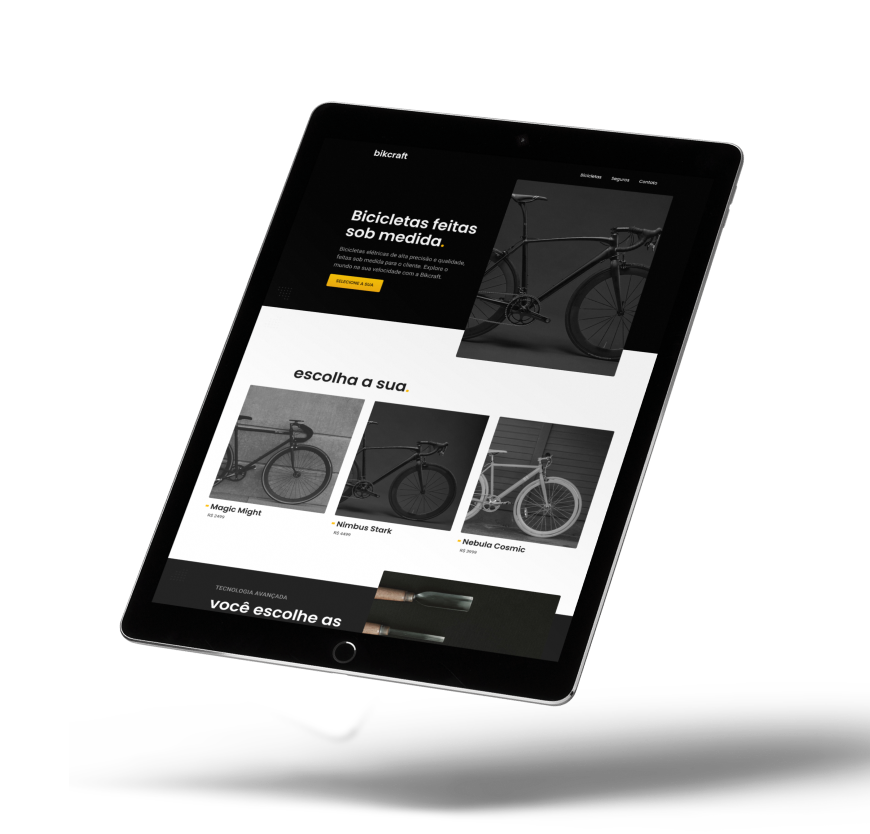 bikcraft
Bicicletas Seguros Contato
Bicicletas feitas
sob medida.
Bicicletas elétricas de alta precisão e qualidade,
feitas sob medida para o cliente. Explore o
mundo na sua velocidade com a Bikcraft.
SELECIONE A SUA
escolha a sua.
Magic Might
R$ 2499
Nimbus Stark
R$ 4499
Nebula Cosmic
R$ 3999
TECNOLOGIA AVANÇADA
você escolhe as